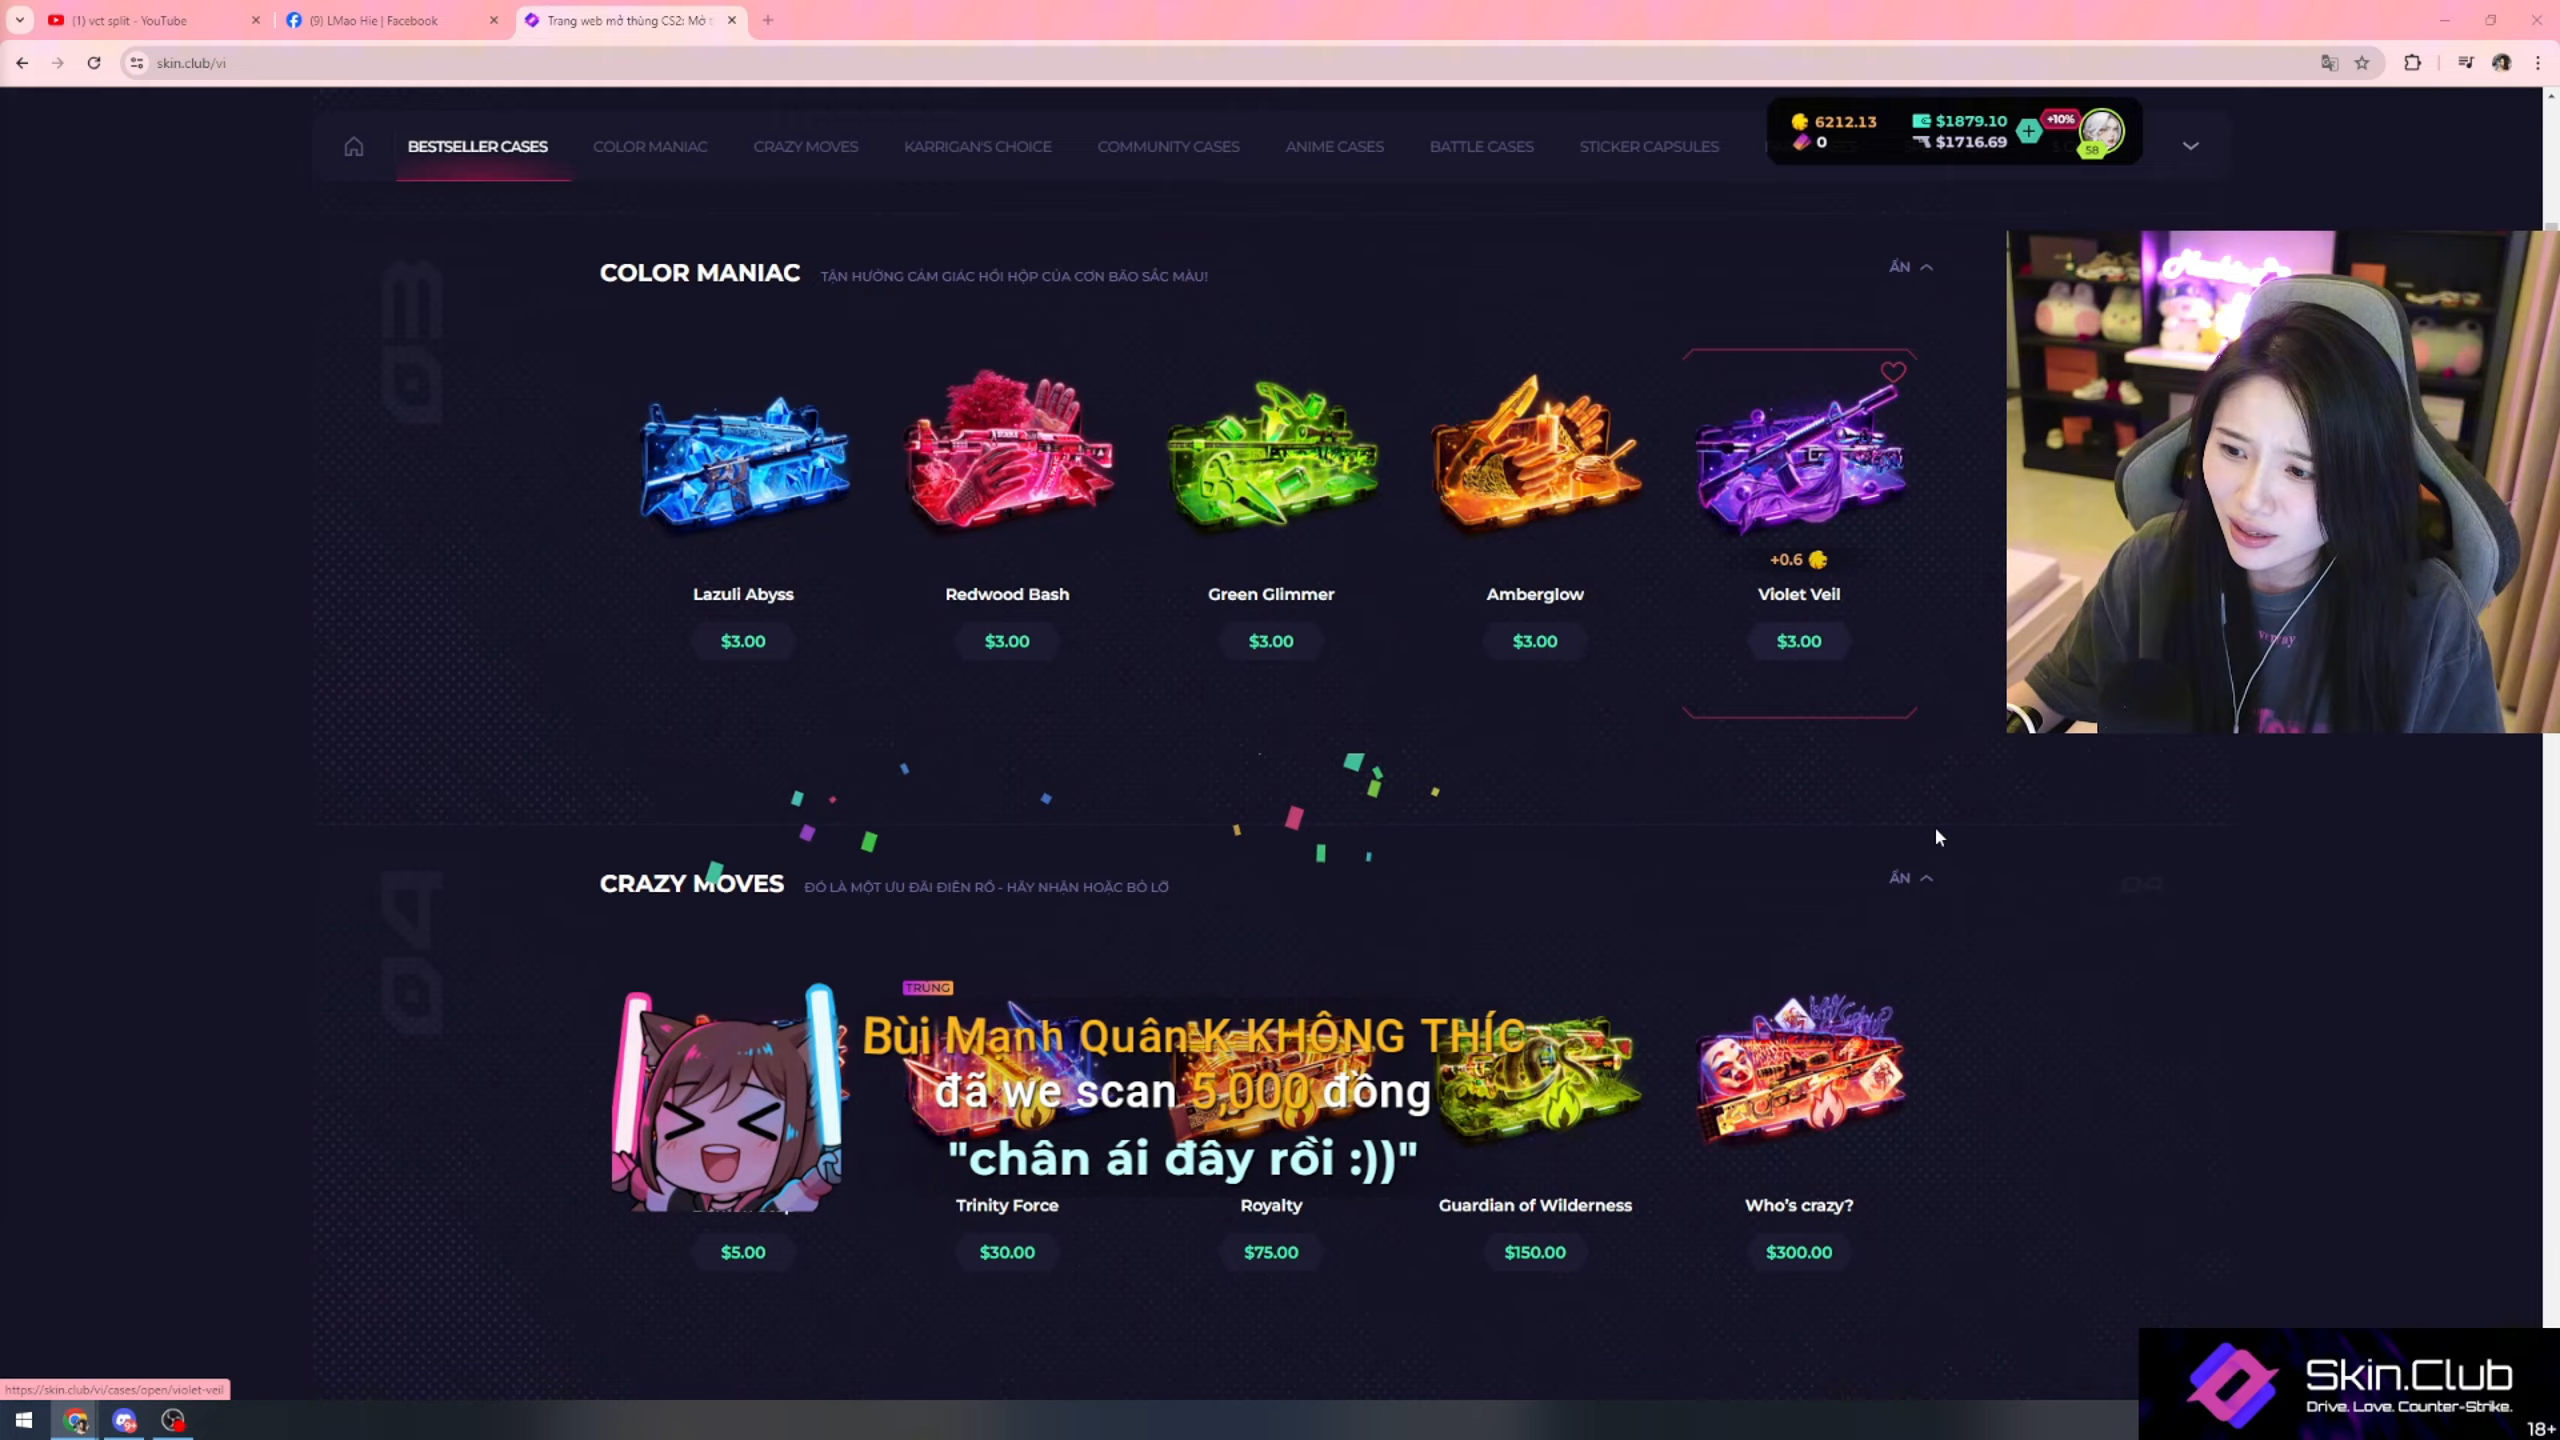 (1) vct split - YouTube
(9) LMao Hie | Facebook
Trang web mở thùng CS2: Mở t
skin.club/vi
BESTSELLER CASES
COLOR MANIAC
CRAZY MOVES
KARRIGAN'S CHOICE
COMMUNITY CASES
ANIME CASES
BATTLE CASES
STICKER CAPSULES
6212.13
0
$1879.10
$1716.69
+10%
58
03
COLOR MANIAC
TẬN HƯỞNG CẢM GIÁC HỒI HỘP CỦA CƠN BÃO SẮC MÀU!
ẨN
+0.6
Lazuli Abyss
Redwood Bash
Green Glimmer
Amberglow
Violet Veil
$3.00
$3.00
$3.00
$3.00
$3.00
04
CRAZY MOVES
ĐÓ LÀ MỘT ƯU ĐÃI ĐIÊN RỒ - HÃY NHẬN HOẶC BỎ LỠ
ẨN
04
TRÚNG
Bùi Mạnh Quân K KHÔNG THÍC
đã we scan 5,000 đồng
"chân ái đây rồi :))"
Trinity Force
Royalty
Guardian of Wilderness
Who's crazy?
$5.00
$30.00
$75.00
$150.00
$300.00
https://skin.club/vi/cases/open/violet-veil
Skin.Club
Drive. Love. Counter-Strike.
18+